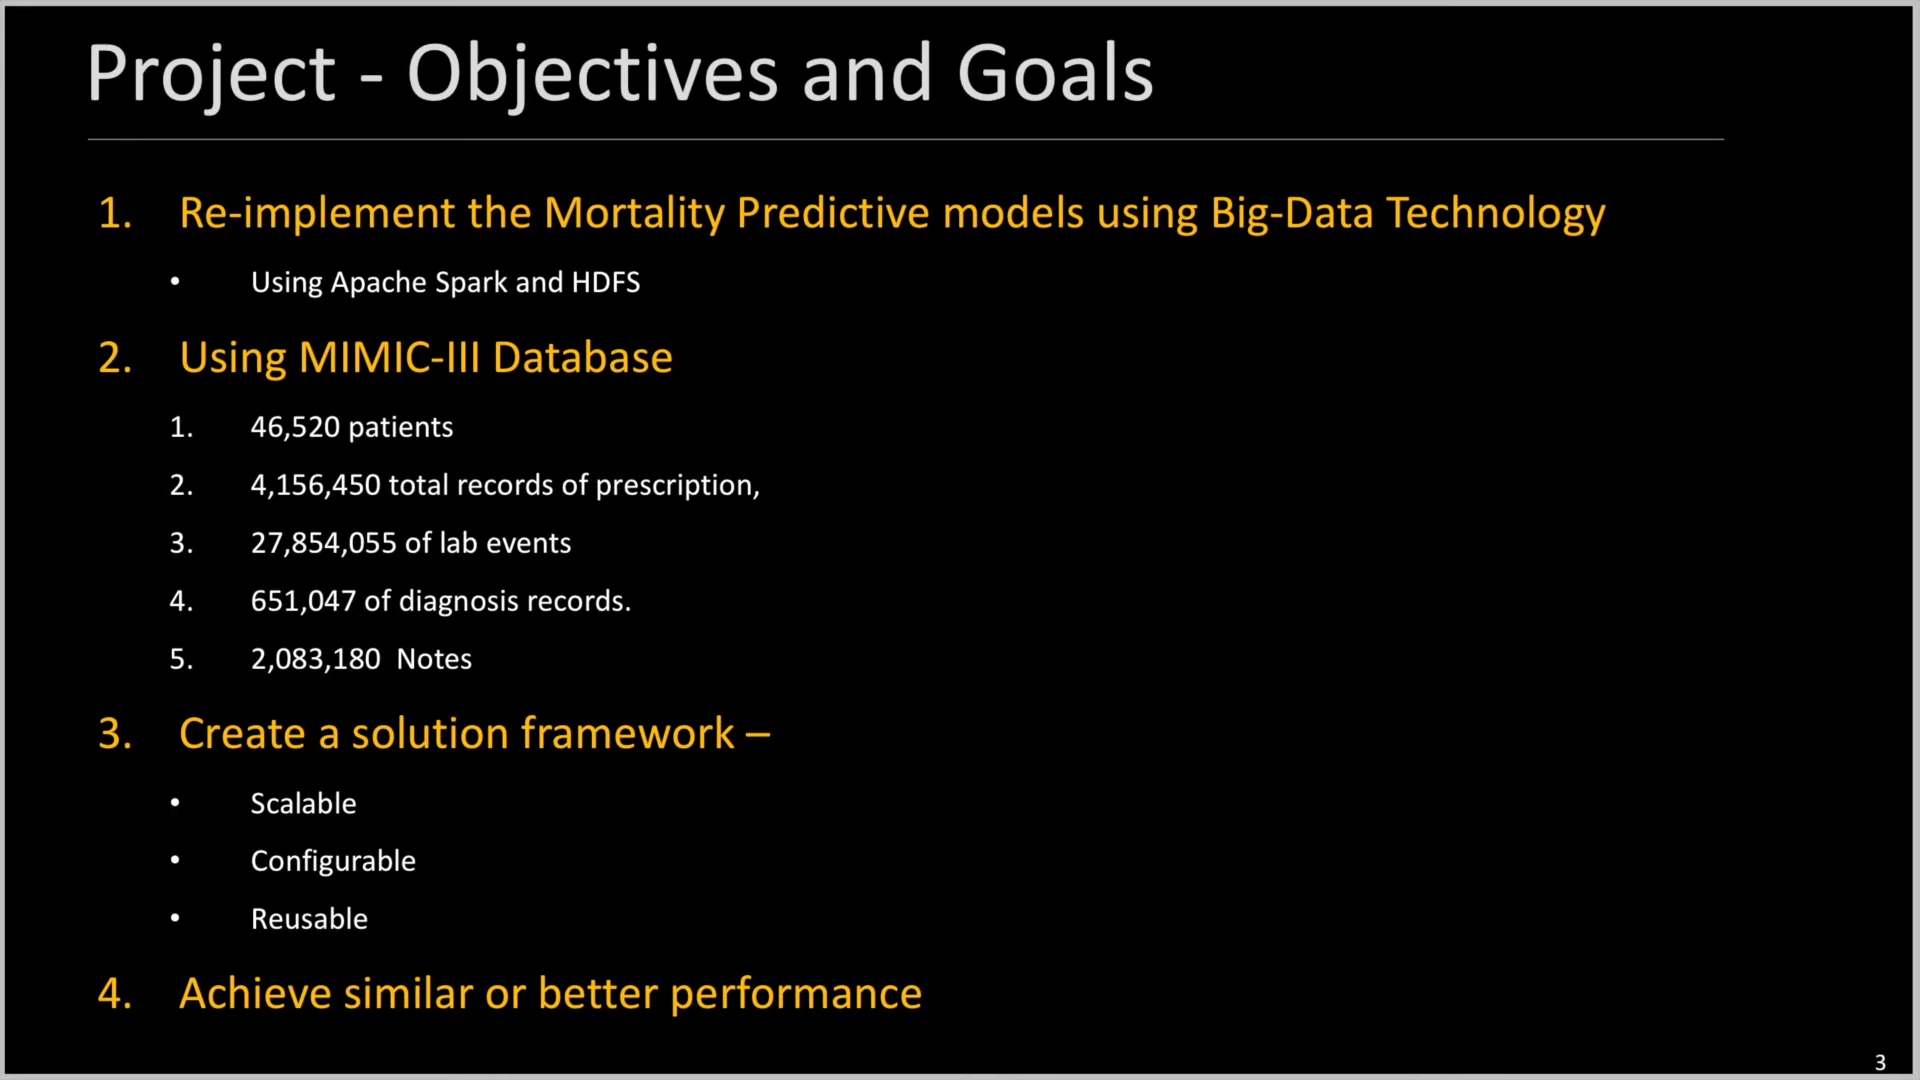 Project - Objectives and Goals
1. Re-implement the Mortality Predictive models using Big-Data Technology
• Using Apache Spark and HDFS
2. Using MIMIC-III Database
1. 46,520 patients
2. 4,156,450 total records of prescription,
3. 27,854,055 of lab events
4. 651,047 of diagnosis records.
5. 2,083,180  Notes
3. Create a solution framework –
• Scalable
• Configurable
• Reusable
4. Achieve similar or better performance
3